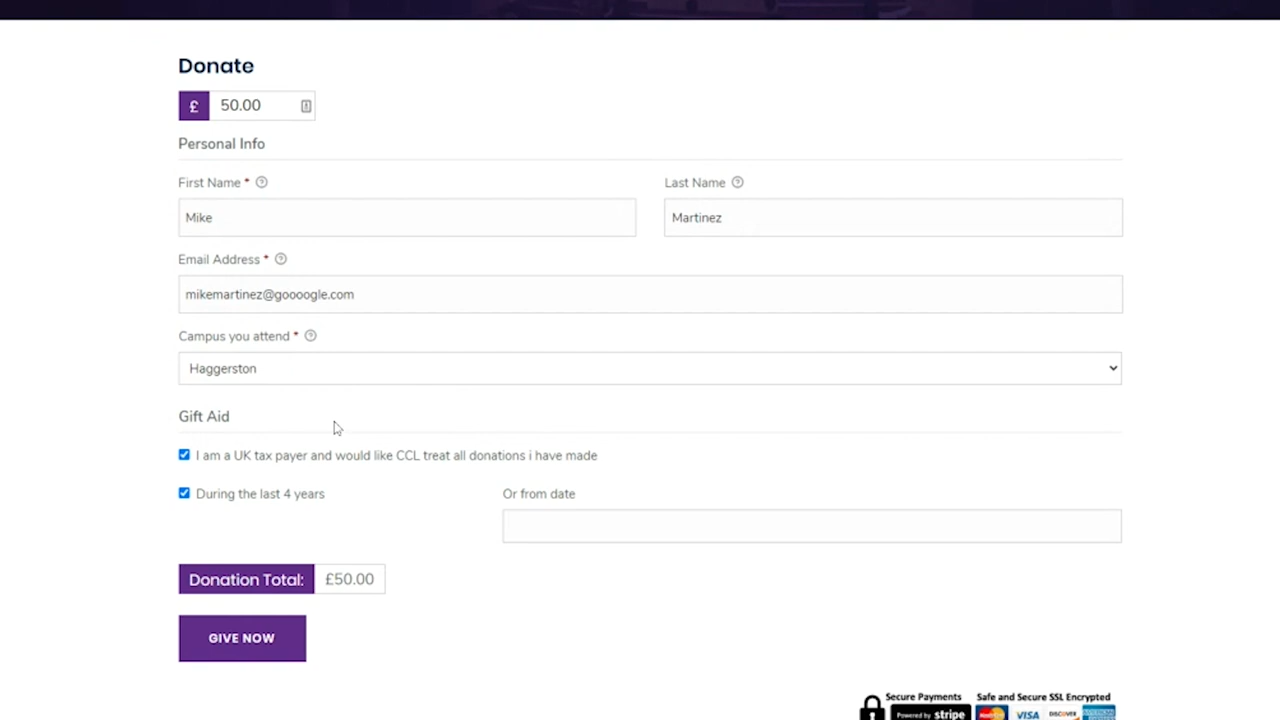 Donate
£ 50.00
Personal Info
First Name * Last Name
Mike Martinez
Email Address *
mikemartinez@goooogle.com
Campus you attend *
Haggerston
Gift Aid
I am a UK tax payer and would like CCL treat all donations i have made
During the last 4 years Or from date
Donation Total: £50.00
GIVE NOW
Secure Payments Safe and Secure SSL Encrypted
Powered by stripe MasterCard VISA DISCOVER